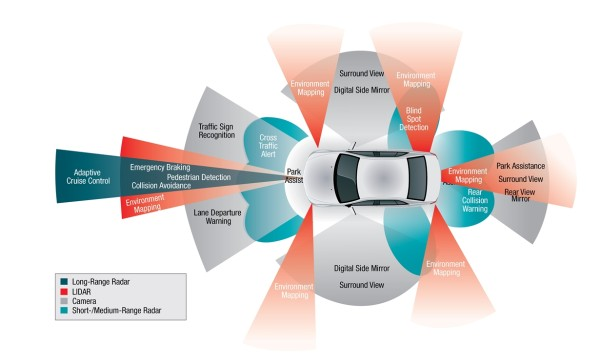 Surround View
Digital Side Mirror
Environment
Mapping
Environment
Mapping
Blind
Spot
Detection
Traffic Sign
Recognition
Cross
Traffic
Alert
Adaptive
Cruise Control
Emergency Braking
Pedestrian Detection
Collision Avoidance
Environment
Mapping
Park
Assist
Lane Departure
Warning
Environment
Mapping
Rear
Collision
Warning
Park Assistance
Surround View
Rear View
Mirror
Environment
Mapping
Digital Side Mirror
Surround View
Environment
Mapping
Long-Range Radar
LIDAR
Camera
Short-/Medium-Range Radar